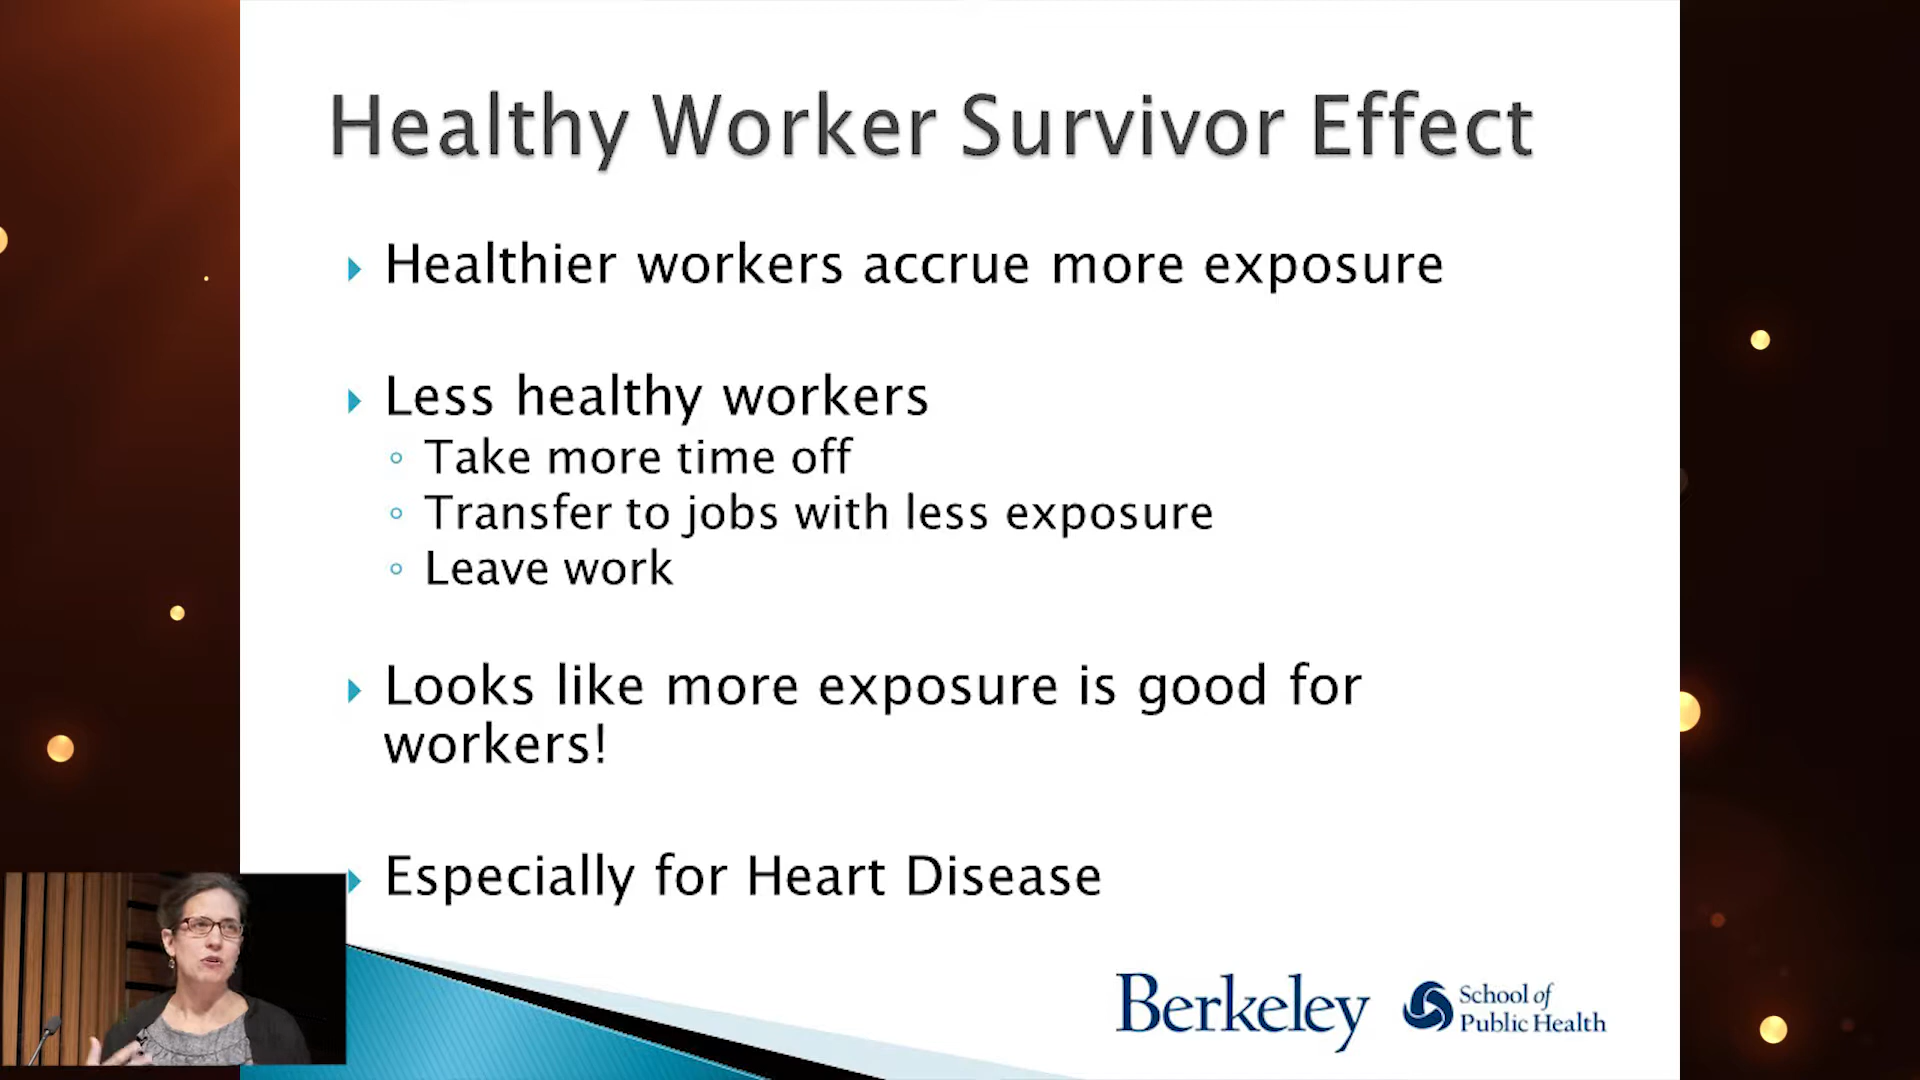 Healthy Worker Survivor Effect
Healthier workers accrue more exposure
Less healthy workers
Take more time off
Transfer to jobs with less exposure
Leave work
Looks like more exposure is good for
workers!
Especially for Heart Disease
Berkeley
School of
Public Health